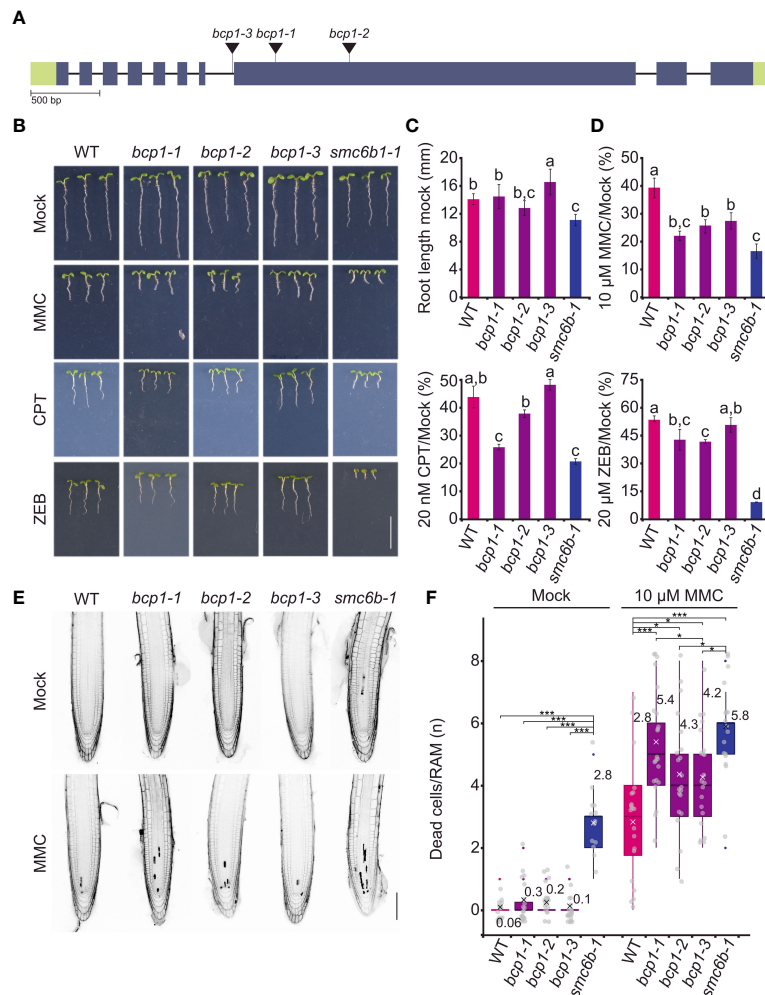 A
bcp1-3 bcp1-1 bcp1-2
500 bp
B
WT bcp1-1 bcp1-2 bcp1-3 smc6b1-1
Mock
MMC
CPT
ZEB
C
Root length mock (mm)
20
16
12
8
4
0
b b b,c a c
WT bcp1-1 bcp1-2 bcp1-3 smc6b-1
D
10 µM MMC/Mock (%)
50
40
30
20
10
0
a b,c b b c
WT bcp1-1 bcp1-2 bcp1-3 smc6b-1
20 nM CPT/Mock (%)
50
40
30
20
10
0
a,b c b a c
WT bcp1-1 bcp1-2 bcp1-3 smc6b-1
20 µM ZEB/Mock (%)
75
60
45
30
15
0
a b,c c a,b d
WT bcp1-1 bcp1-2 bcp1-3 smc6b-1
E
WT bcp1-1 bcp1-2 bcp1-3 smc6b-1
Mock
MMC
F
Mock 10 µM MMC
Dead cells/RAM (n)
8
6
4
2
0
*** *** *** ***
*** * * *** * * *
0.06 0.3 0.2 0.1 2.8
2.8 5.4 4.3 4.2 5.8
WT bcp1-1 bcp1-2 bcp1-3 smc6b-1 WT bcp1-1 bcp1-2 bcp1-3 smc6b-1